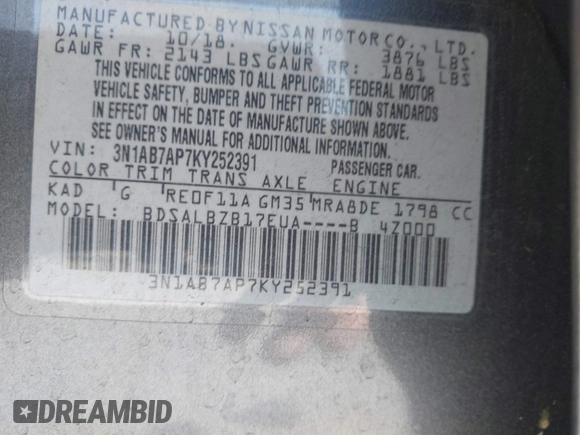 MANUFACTURED BY NISSAN MOTOR CO., LTD.
DATE: 10/18. GVWR: 3876 LBS
GAWR FR: 2143 LBS GAWR RR: 1881 LBS
THIS VEHICLE CONFORMS TO ALL APPLICABLE FEDERAL MOTOR
VEHICLE SAFETY, BUMPER AND THEFT PREVENTION STANDARDS
IN EFFECT ON THE DATE OF MANUFACTURE SHOWN ABOVE.
SEE OWNER'S MANUAL FOR ADDITIONAL INFORMATION.
VIN: 3N1AB7AP7KY252391 PASSENGER CAR.
COLOR TRIM TRANS AXLE ENGINE
KAD G RE0F11A GM35 MRA8DE 1798 CC
MODEL: BDSALBZB17EUA----B 4Z000
3N1AB7AP7KY252391
DREAMBID